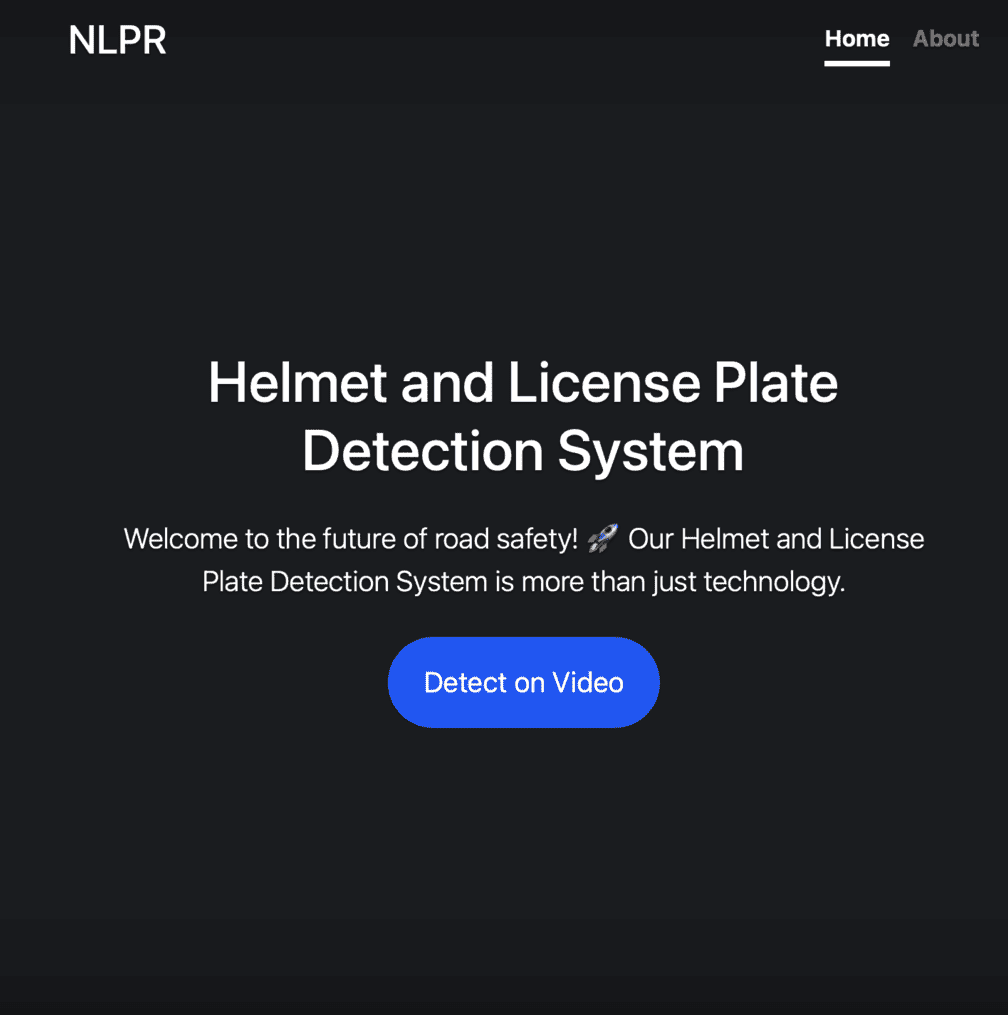 NLPR
Home About
Helmet and License Plate
Detection System
Welcome to the future of road safety! 🚀 Our Helmet and License
Plate Detection System is more than just technology.
Detect on Video